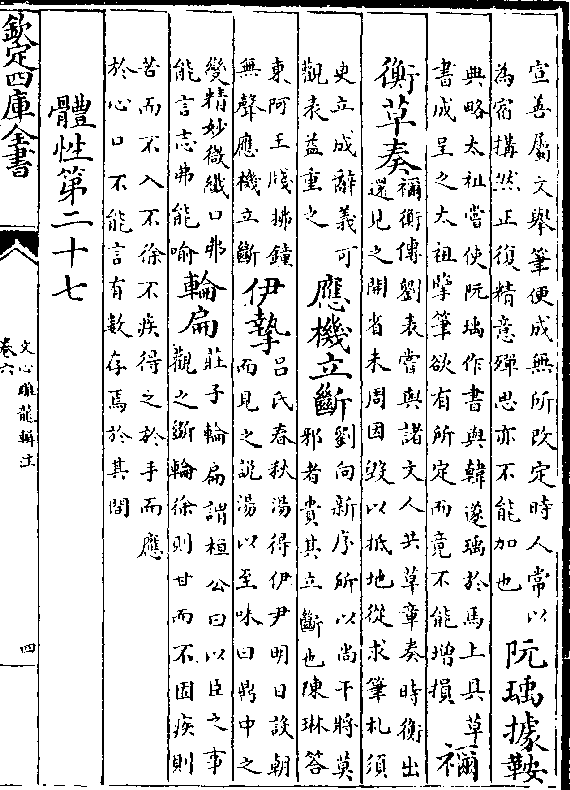 宣善屬文舉筆便成無所改定時人常以
為宿搆然正復精意殫思亦不能加也
阮瑀據鞍
典略太祖嘗使阮瑀作書與韓遂瑀於馬上具草
書成呈之太祖擥筆欲有所定而竟不能增損
禰
衡草奏
禰衡傳劉表嘗與諸文人共草章奏時衡出
還見之開省未周因毁以抵地從求筆札須
臾立成辭義可
觀表益重之
應機立斷
劉向新序所以尚干將莫
邪者貴其立斷也陳琳答
東阿王牋拂鐘
無聲應機立斷
伊摯
吕氏春秋湯得伊尹明日設朝
而見之説湯以至味曰鼎中之
變精妙微纖口弗
能言志弗能喻
輪扁
莊子輪扁謂桓公曰以臣之事
觀之斲輪徐則甘而不固疾則
苦而不入不徐不疾得之於手而應
於心口不能言有數存焉於其間
體性第二十七
欽定四庫全書
文心雕龍輯注
卷六
四